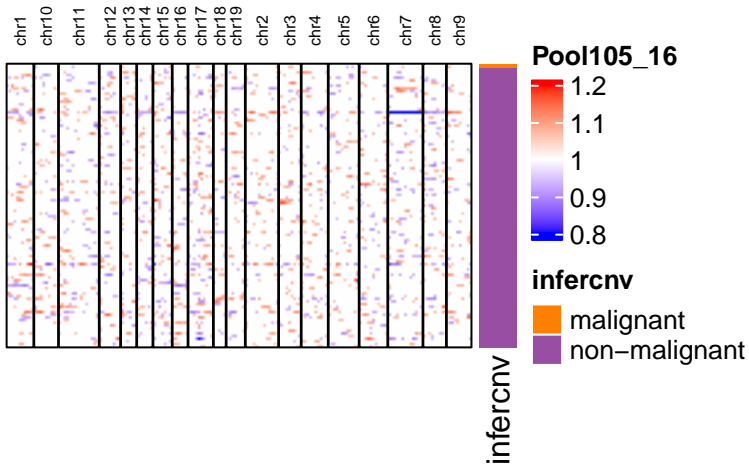 chr1
chr10
chr11
chr12
chr13
chr14
chr15
chr16
chr17
chr18
chr19
chr2
chr3
chr4
chr5
chr6
chr7
chr8
chr9
Pool105_16
1.2
1.1
1
0.9
0.8
infercnv
malignant
non−malignant
infercnv